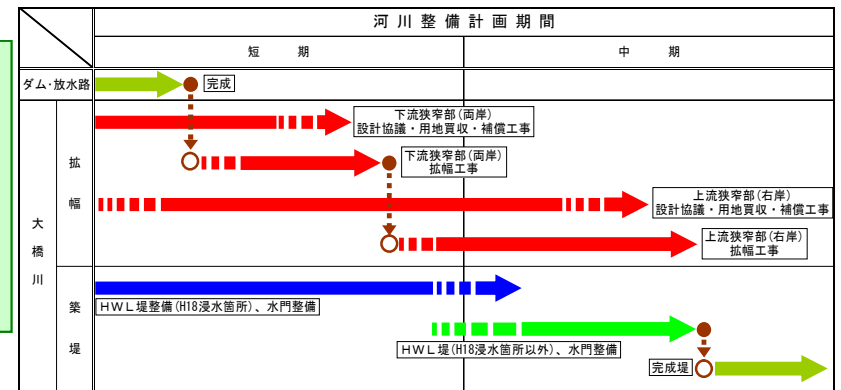 河川整備計画期間
短　期
中　期
ダム・放水路
完成
大橋川
拡幅
下流狭窄部(両岸)
設計協議・用地買収・補償工事
下流狭窄部(両岸)
拡幅工事
上流狭窄部(右岸)
設計協議・用地買収・補償工事
上流狭窄部(右岸)
拡幅工事
築堤
HWL堤整備(H18浸水箇所)、水門整備
HWL堤(H18浸水箇所以外)、水門整備
完成堤